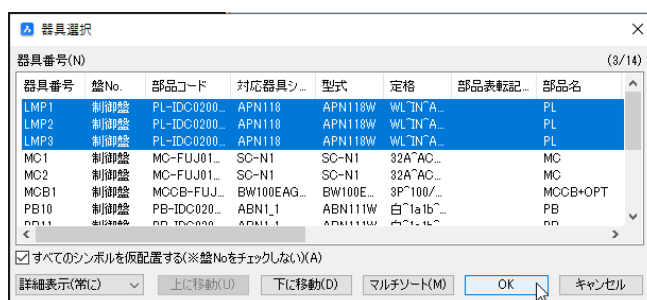 器具選択
器具番号(N) (3/14)
器具番号 盤No. 部品コード 対応器具シ... 型式 定格 部品表転記... 部品名
LMP1 制御盤 PL-IDC0200... APN118 APN118W WL^IN^A... PL
LMP2 制御盤 PL-IDC0200... APN118 APN118W WL^IN^A... PL
LMP3 制御盤 PL-IDC0200... APN118 APN118W WL^IN^A... PL
MC1 制御盤 MC-FUJ01... SC-N1 SC-N1 32A^AC... MC
MC2 制御盤 MC-FUJ01... SC-N1 SC-N1 32A^AC... MC
MCB1 制御盤 MCCB-FUJ... BW100EAG... BW100E... 3P^100/... MCCB+OPT
PB10 制御盤 PB-IDC020... ABN1_1 ABN111W 白^1a1b^... PB
すべてのシンボルを仮配置する(※盤Noをチェックしない)(A)
詳細表示(常に) 上に移動(U) 下に移動(D) マルチソート(M) OK キャンセル